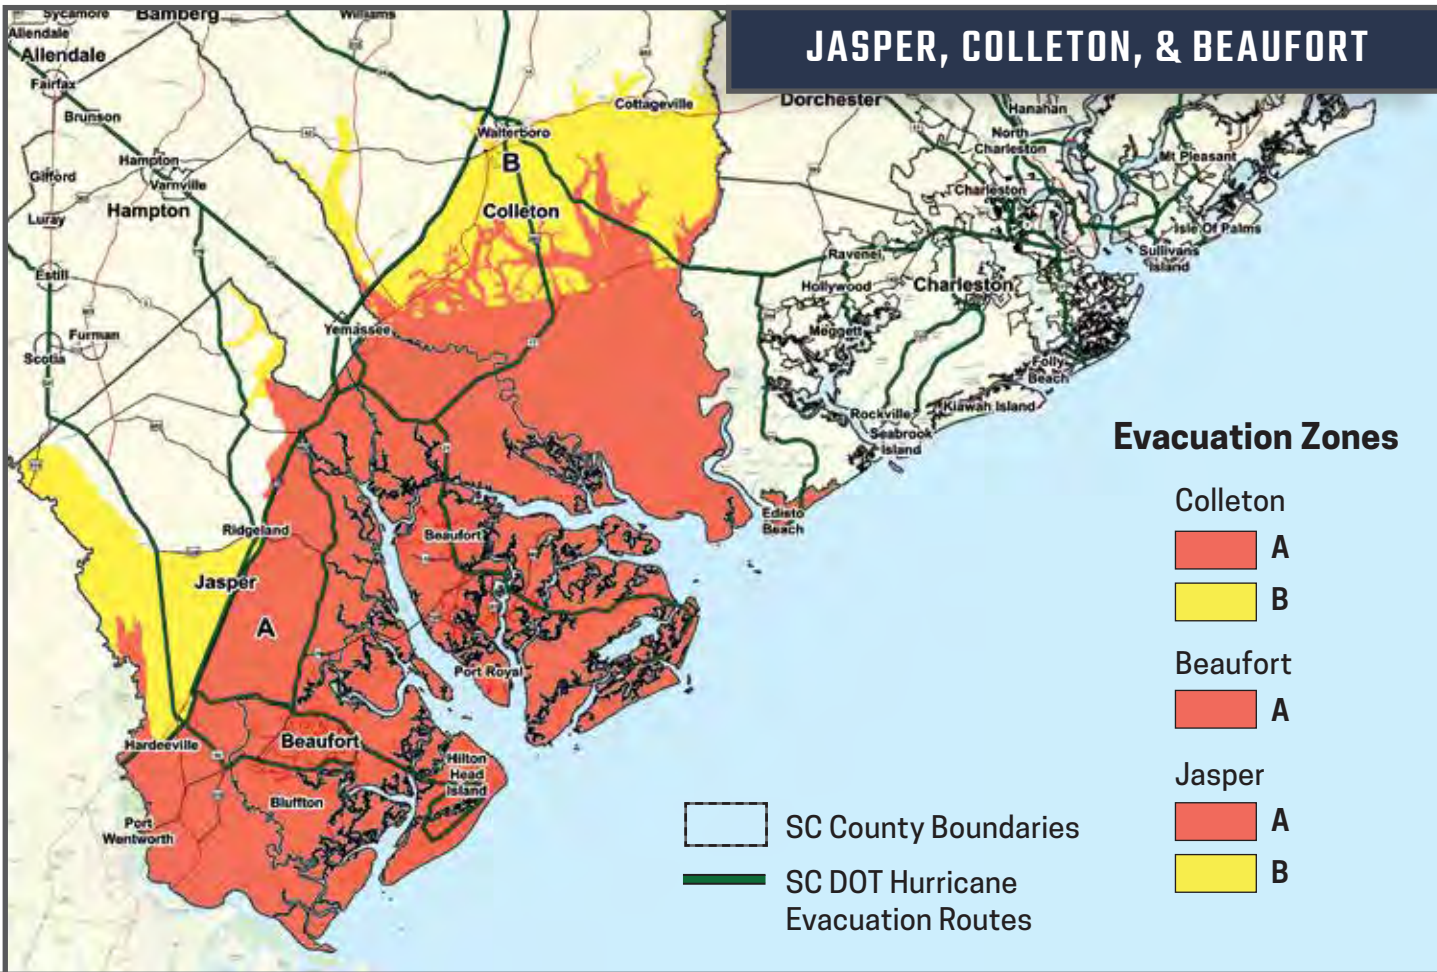 JASPER, COLLETON, & BEAUFORT
Sycamore
Bamberg
Williams
Allendale
Allendale
Fairfax
Brunson
Cottageville
Dorchester
Hanahan
North
Charleston
Walterboro
B
Mt Pleasant
Hampton
Gifford
Varnville
Charleston
Luray
Hampton
Colleton
Isle Of Palms
Sullivans
Island
Ravenel
Estill
Hollywood
Charleston
Furman
Yemassee
Meggett
Scotia
Folly
Beach
Rockville
Kiawah Island
Seabrook
Island
Edisto
Beach
Ridgeland
Beaufort
Jasper
A
Port Royal
Hardeeville
Beaufort
Hilton
Head
Island
Bluffton
Port
Wentworth
Evacuation Zones
Colleton
A
B
Beaufort
A
Jasper
A
B
SC County Boundaries
SC DOT Hurricane
Evacuation Routes